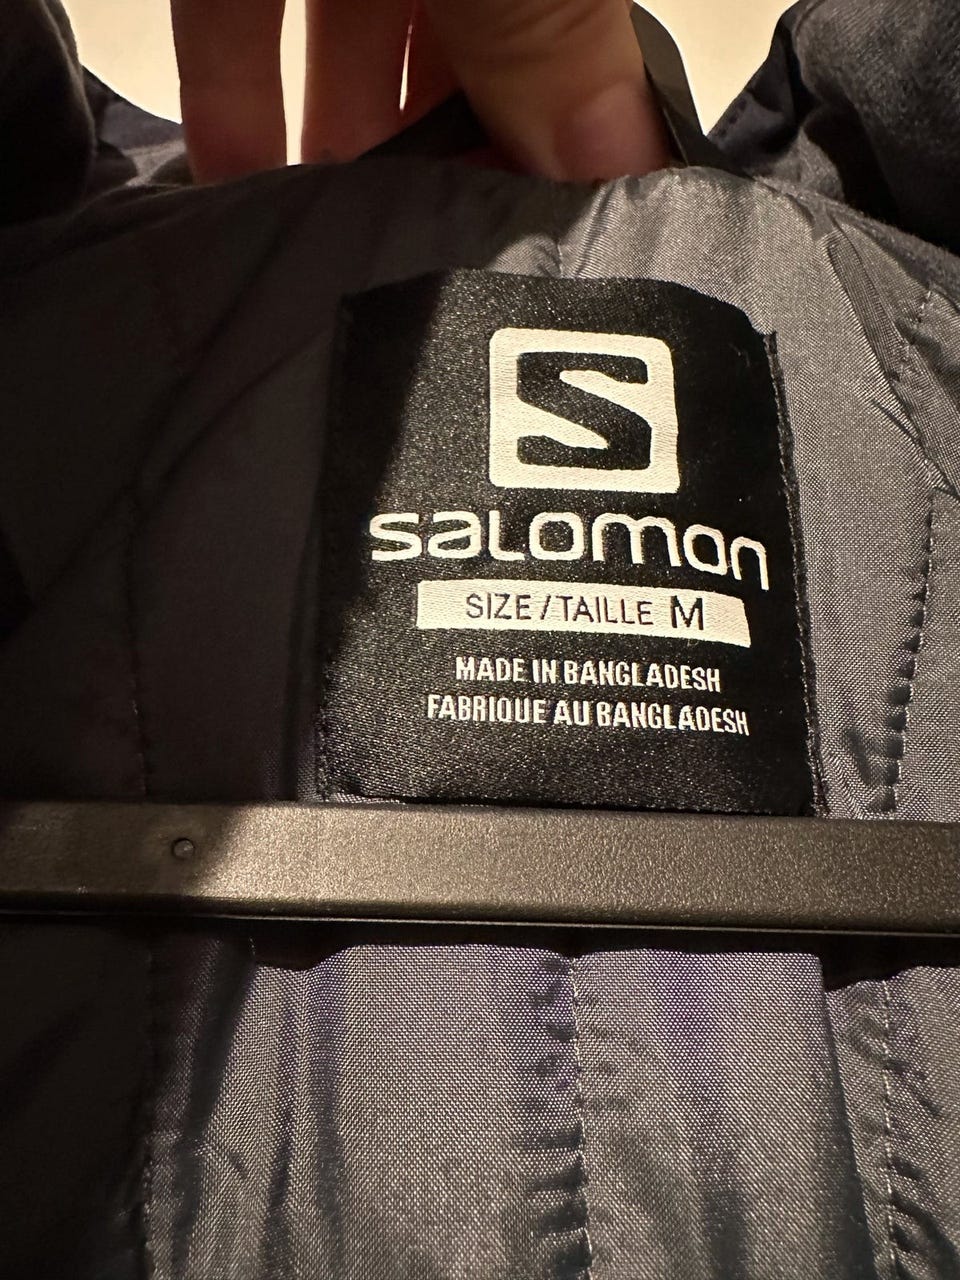 S
salomon
SIZE/TAILLE M
MADE IN BANGLADESH
FABRIQUE AU BANGLADESH